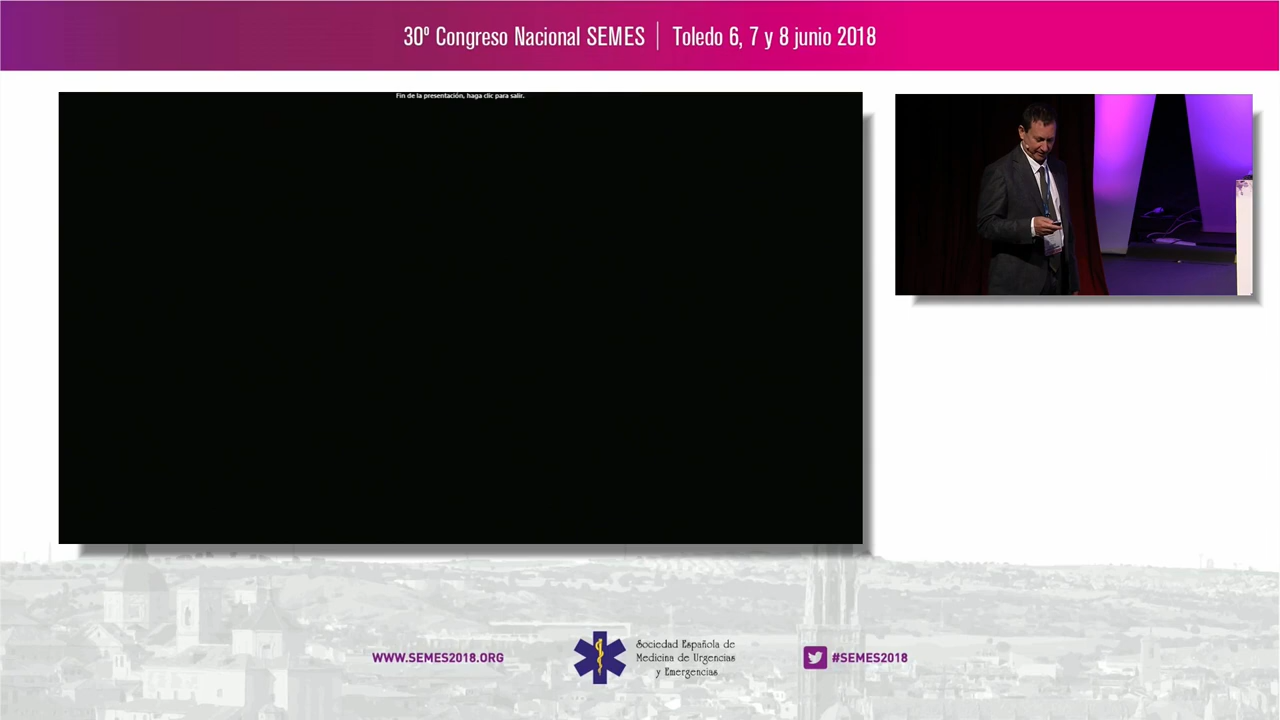 30º Congreso Nacional SEMES | Toledo 6, 7 y 8 junio 2018
Fin de la presentación, haga clic para salir.
WWW.SEMES2018.ORG
Sociedad Española de
Medicina de Urgencias
y Emergencias
#SEMES2018